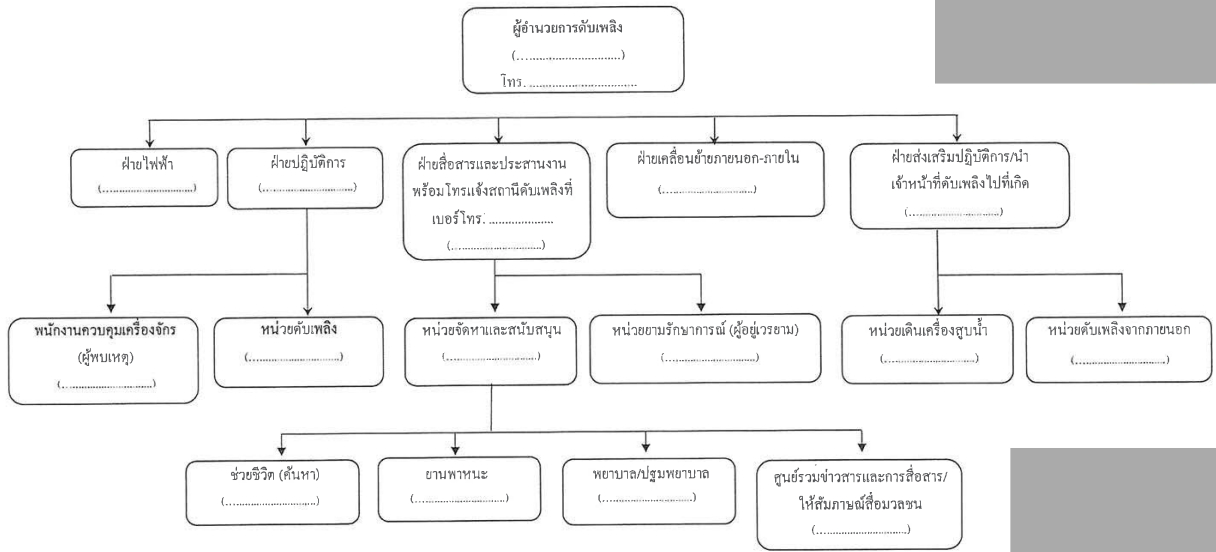 ผู้อำนวยการดับเพลิง
(..............................)
โทร. ..............................
ฝ่ายไฟฟ้า
(..............................)
ฝ่ายปฏิบัติการ
(..............................)
ฝ่ายสื่อสารและประสานงาน
พร้อมโทรแจ้งสถานีดับเพลิงที่
เบอร์โทร. ....................
(..............................)
ฝ่ายเคลื่อนย้ายภายนอก-ภายใน
(..............................)
ฝ่ายส่งเสริมปฏิบัติการ/นำ
เจ้าหน้าที่ดับเพลิงไปที่เกิด
(..............................)
พนักงานควบคุมเครื่องจักร
(ผู้พบเหตุ)
(..............................)
หน่วยดับเพลิง
(..............................)
หน่วยจัดหาและสนับสนุน
(..............................)
หน่วยยามรักษาการณ์ (ผู้อยู่เวรยาม)
(..............................)
หน่วยเดินเครื่องสูบน้ำ
(..............................)
หน่วยดับเพลิงจากภายนอก
(..............................)
ช่วยชีวิต (ค้นหา)
(..............................)
ยานพาหนะ
(..............................)
พยาบาล/ปฐมพยาบาล
(..............................)
ศูนย์รวมข่าวสารและการสื่อสาร/
ให้สัมภาษณ์สื่อมวลชน
(..............................)